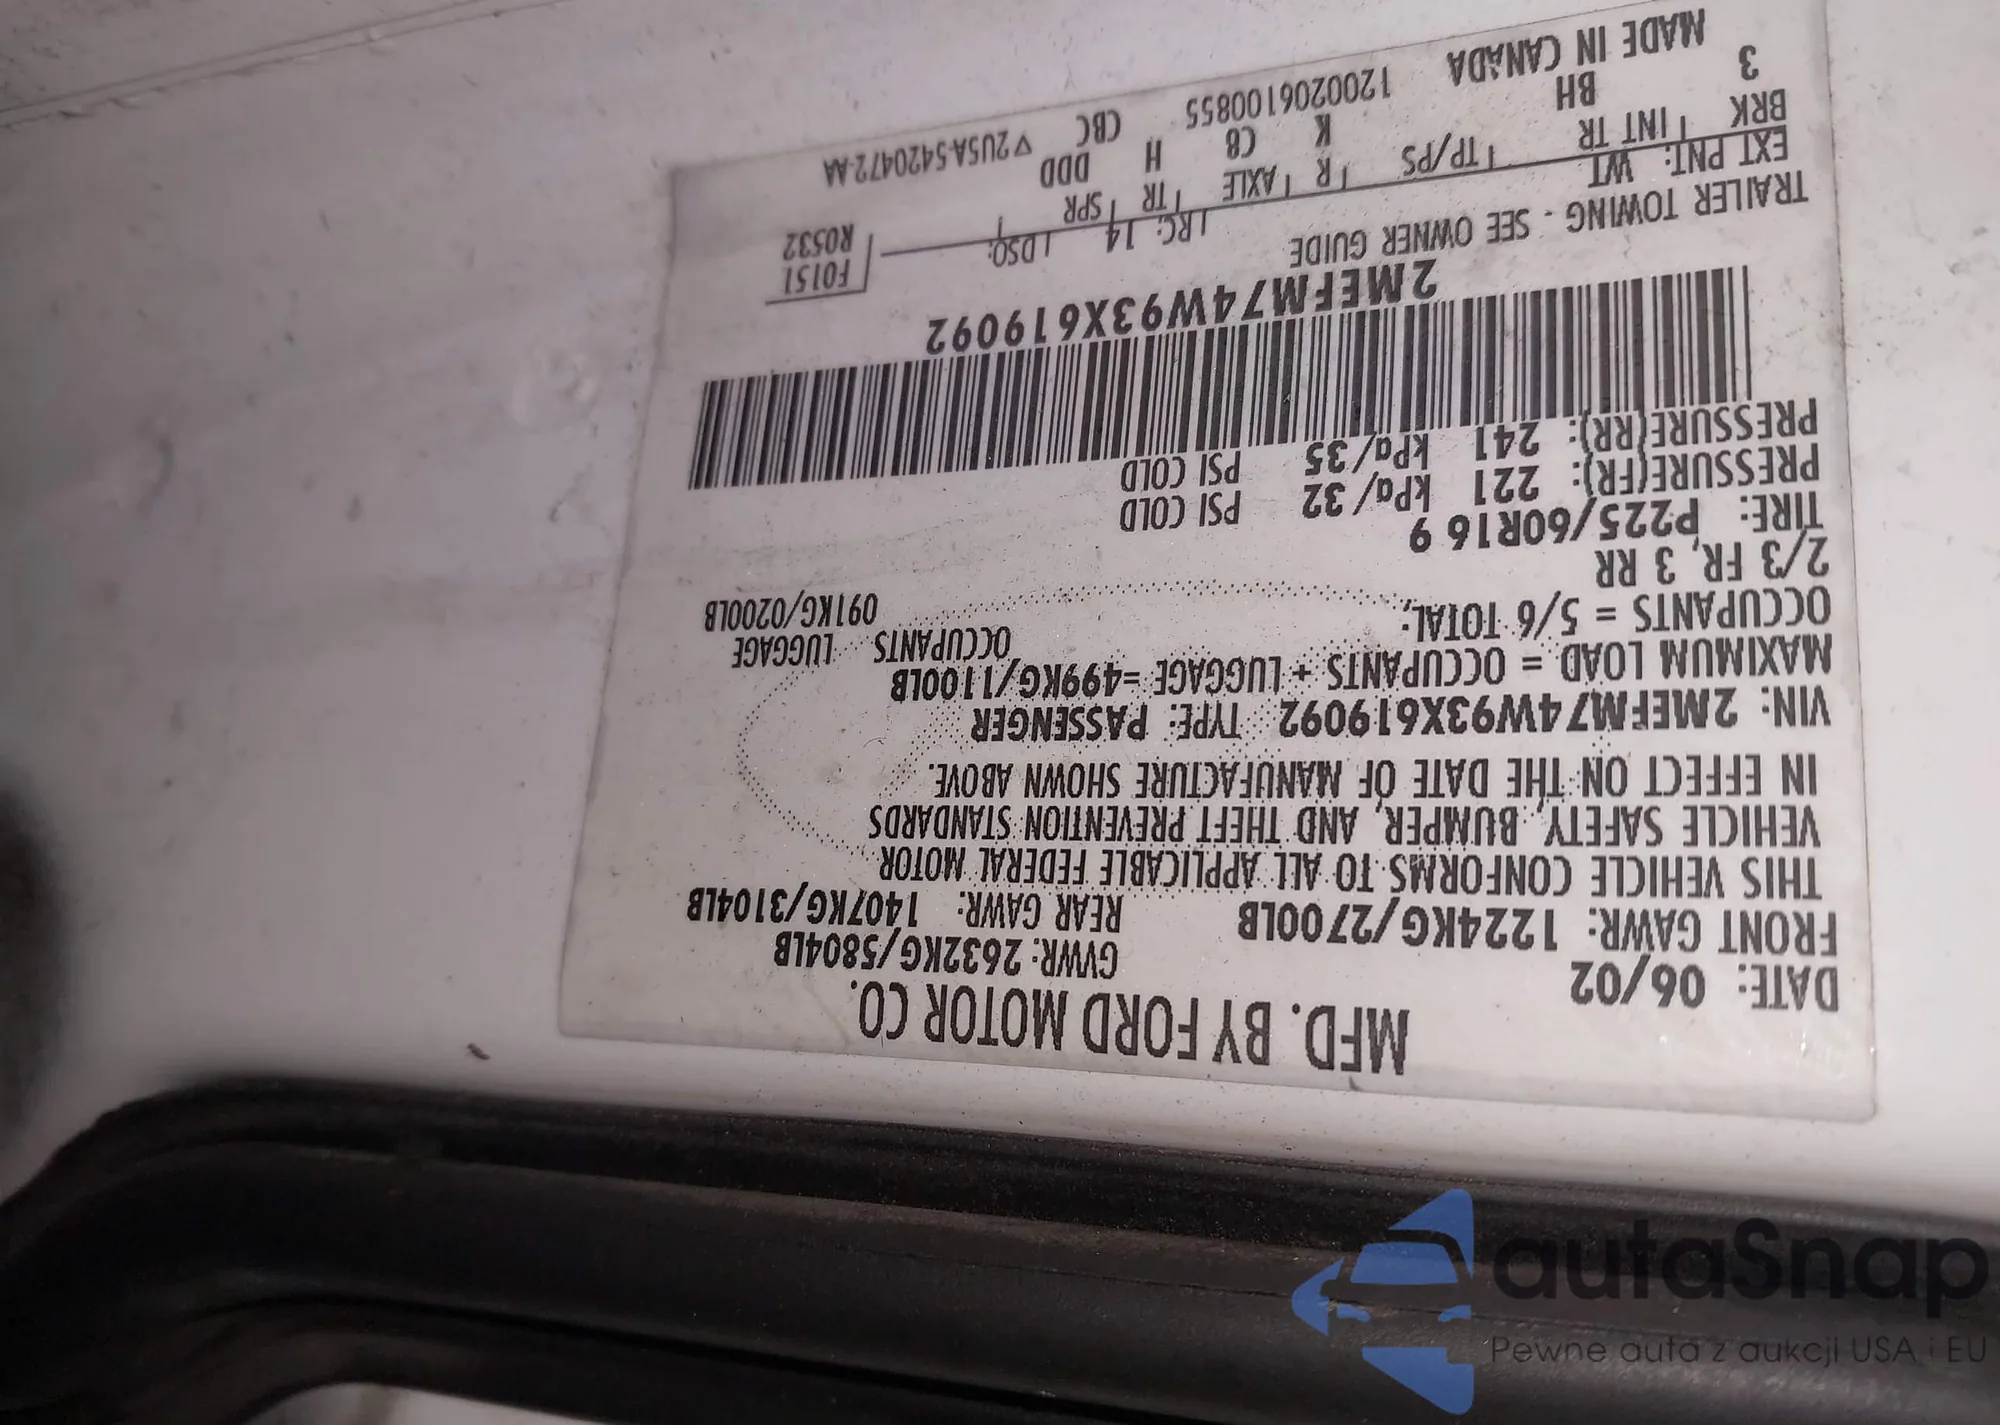 MFD. BY FORD MOTOR CO.
DATE: 06/02 GVWR: 2632KG/5804LB
FRONT GAWR: 1224KG/2700LB REAR GAWR: 1407KG/3104LB
THIS VEHICLE CONFORMS TO ALL APPLICABLE FEDERAL MOTOR
VEHICLE SAFETY, BUMPER, AND THEFT PREVENTION STANDARDS
IN EFFECT ON THE DATE OF MANUFACTURE SHOWN ABOVE.
VIN: 2MEFM74W93X619092 TYPE: PASSENGER
MAXIMUM LOAD = OCCUPANTS + LUGGAGE =499KG/1100LB
OCCUPANTS LUGGAGE
OCCUPANTS = 5/6 TOTAL; 091KG/0200LB
2/3 FR, 3 RR
TIRE: P225/60R16 9
PRESSURE(FR): 221 kPa/32 PSI COLD
PRESSURE(RR): 241 kPa/35 PSI COLD
2MEFM74W93X619092
F0151
R0532
TRAILER TOWING - SEE OWNER GUIDE
EXT PNT: WT RC: 14 DSO:
BRK INT TR TP/PS R AXLE TR SPR
3 BH K C8 H DDD
MADE IN CANADA 1200206100855 CBC ▽2U5A-5420472-AA
autaSnap
Pewne auta z aukcji USA i EU